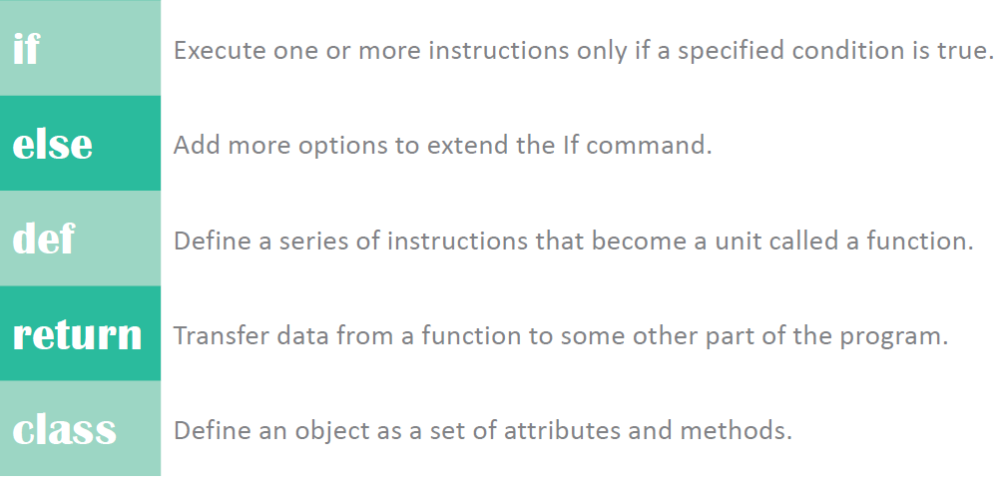 if Execute one or more instructions only if a specified condition is true.
else Add more options to extend the If command.
def Define a series of instructions that become a unit called a function.
return Transfer data from a function to some other part of the program.
class Define an object as a set of attributes and methods.